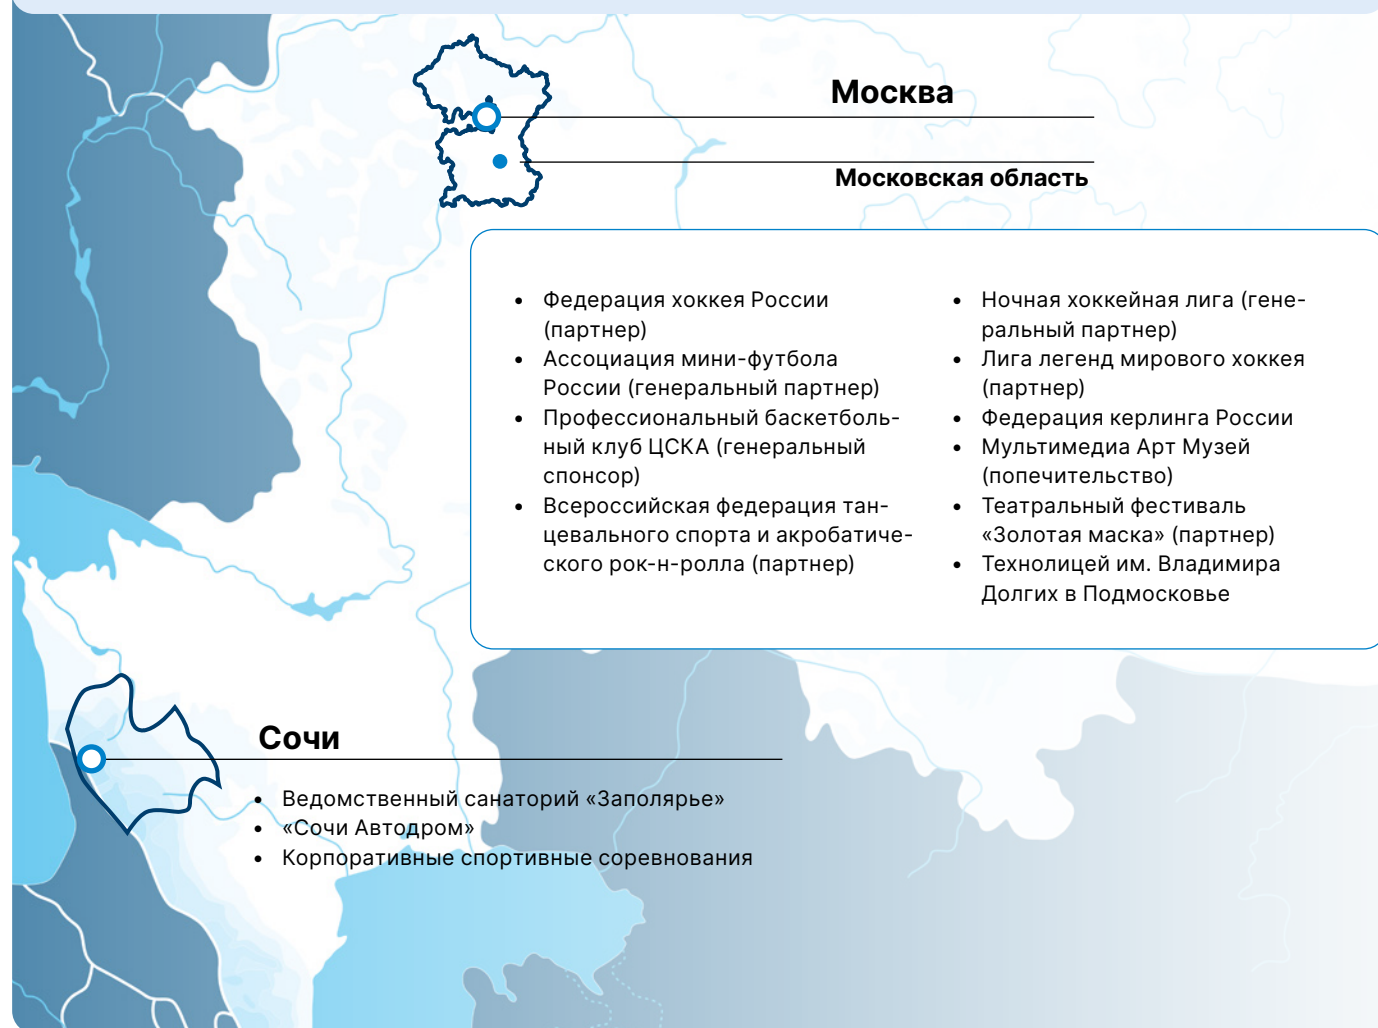 Москва
Московская область
• Федерация хоккея России
(партнер)
• Ассоциация мини-футбола
России (генеральный партнер)
• Профессиональный баскетболь-
ный клуб ЦСКА (генеральный
спонсор)
• Всероссийская федерация тан-
цевального спорта и акробатиче-
ского рок-н-ролла (партнер)
• Ночная хоккейная лига (гене-
ральный партнер)
• Лига легенд мирового хоккея
(партнер)
• Федерация керлинга России
• Мультимедиа Арт Музей
(попечительство)
• Театральный фестиваль
«Золотая маска» (партнер)
• Технолицей им. Владимира
Долгих в Подмосковье
Сочи
• Ведомственный санаторий «Заполярье»
• «Сочи Автодром»
• Корпоративные спортивные соревнования